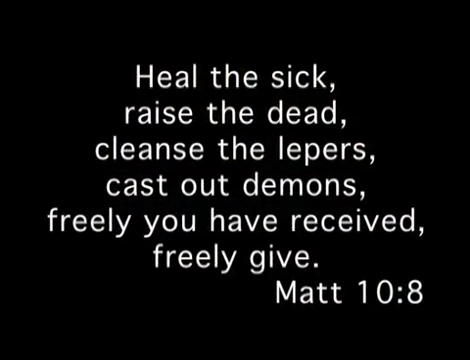 Heal the sick,
raise the dead,
cleanse the lepers,
cast out demons,
freely you have received,
freely give.
Matt 10:8